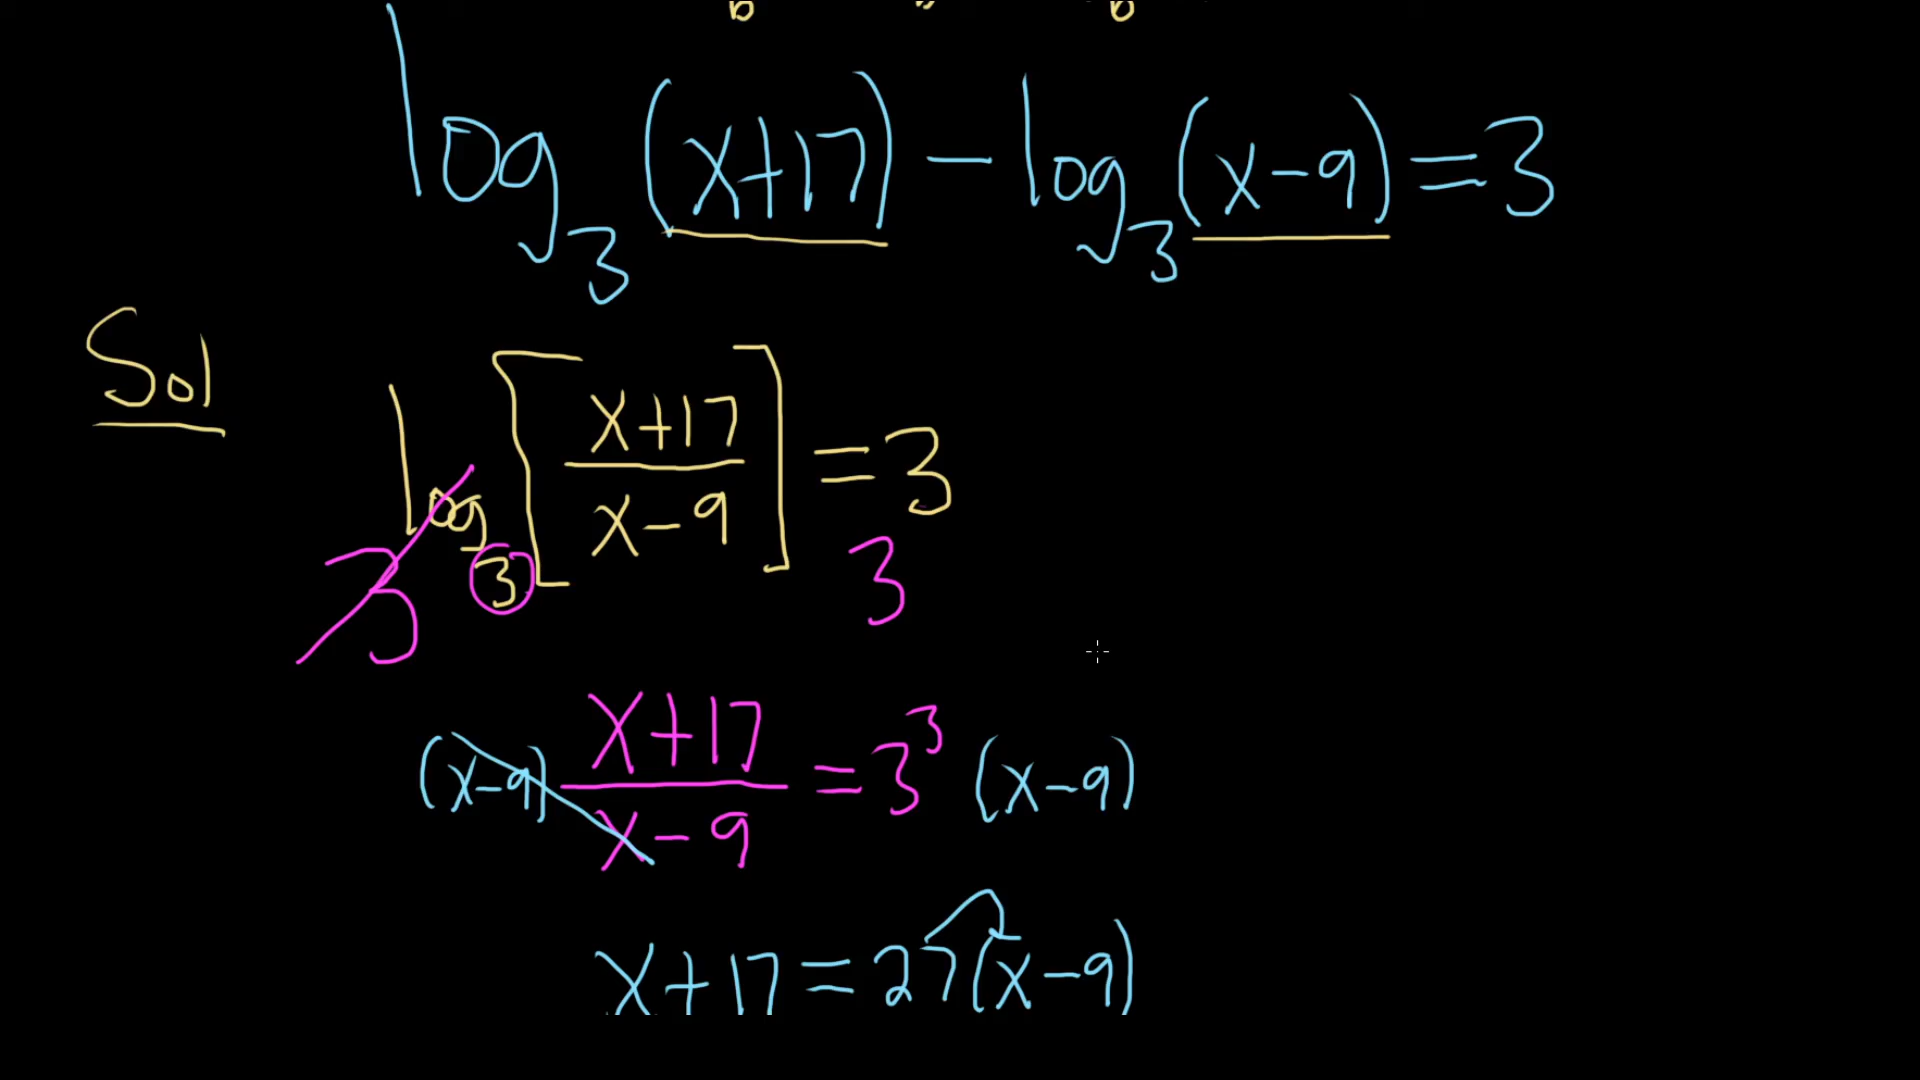 b b b
log₃(x+17)-log₃(x-9)=3
Sol
log₃[(x+17)/(x-9)]=3
3 3
(x-9) (x+17)/(x-9) = 3³ (x-9)
x+17=27(x-9)